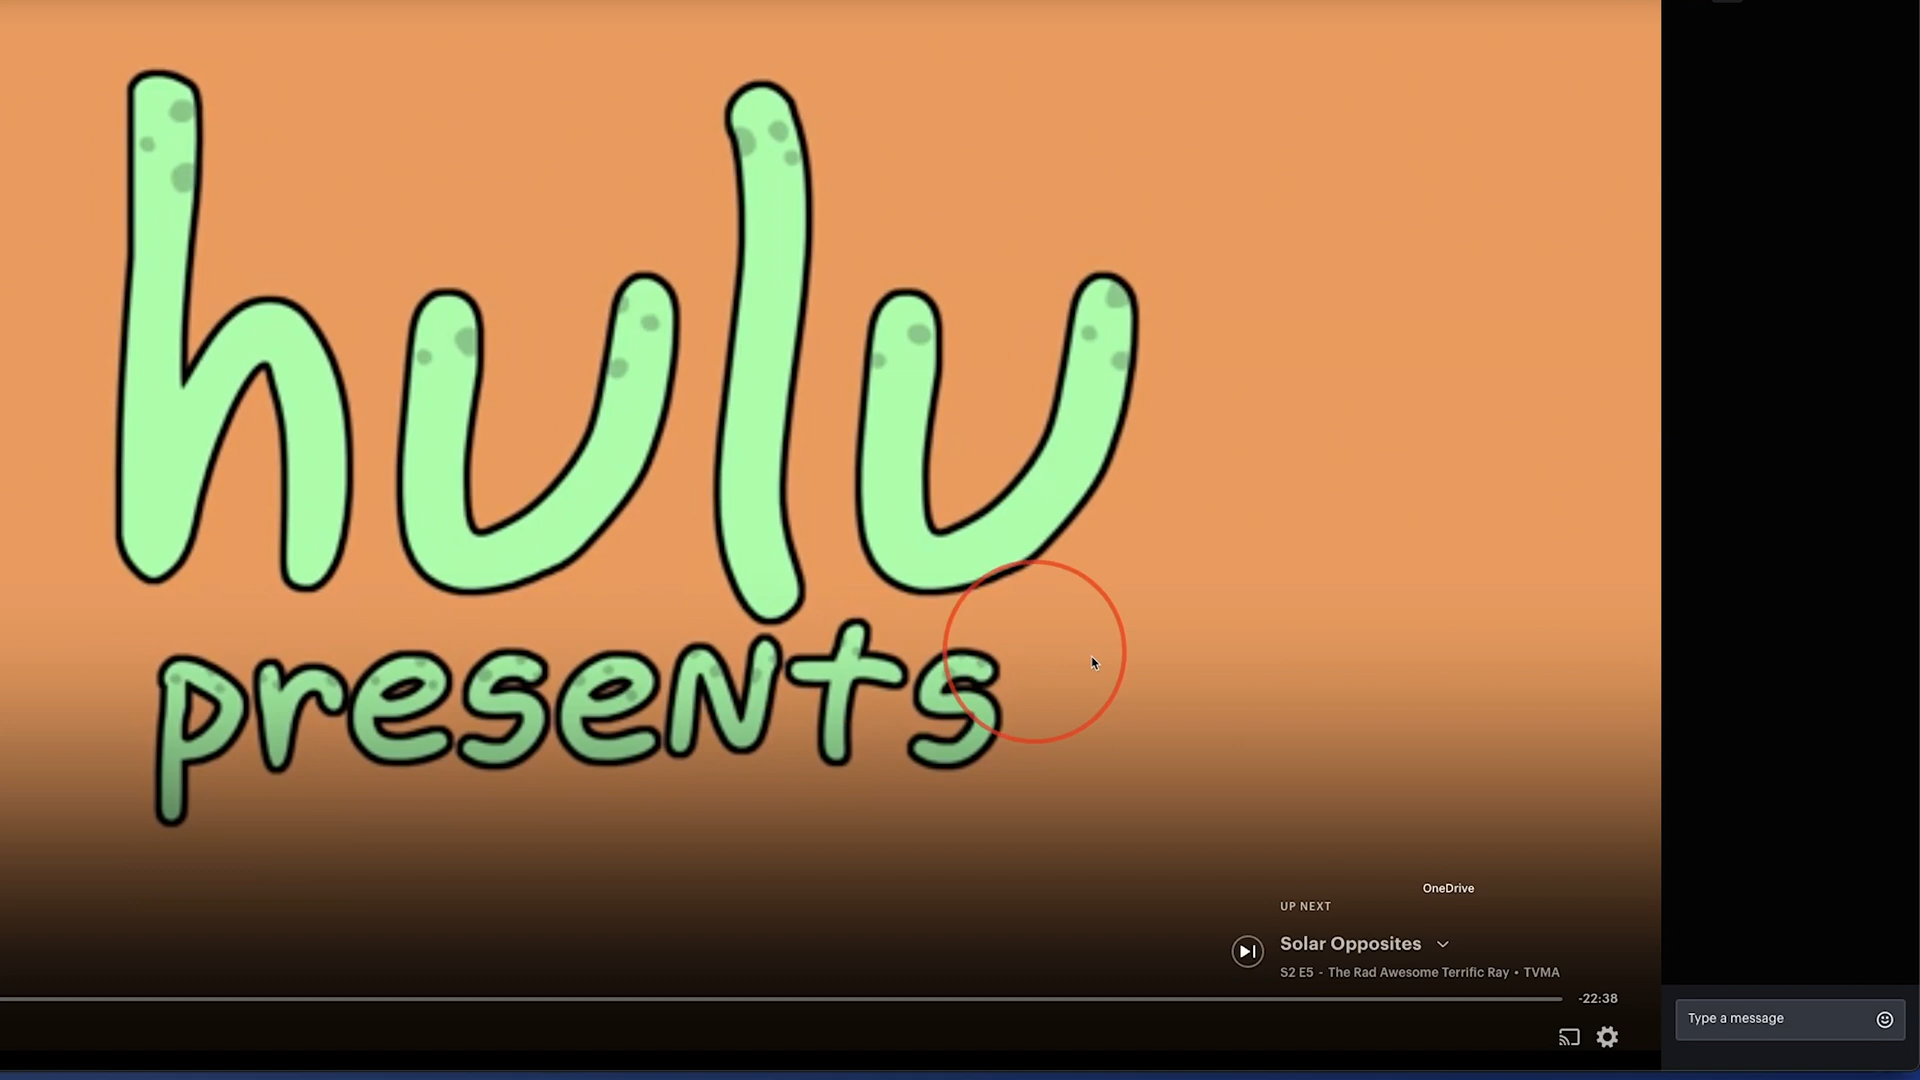 hulu
presents
OneDrive
UP NEXT
Solar Opposites
S2 E5 - The Rad Awesome Terrific Ray • TVMA
-22:38
Type a message